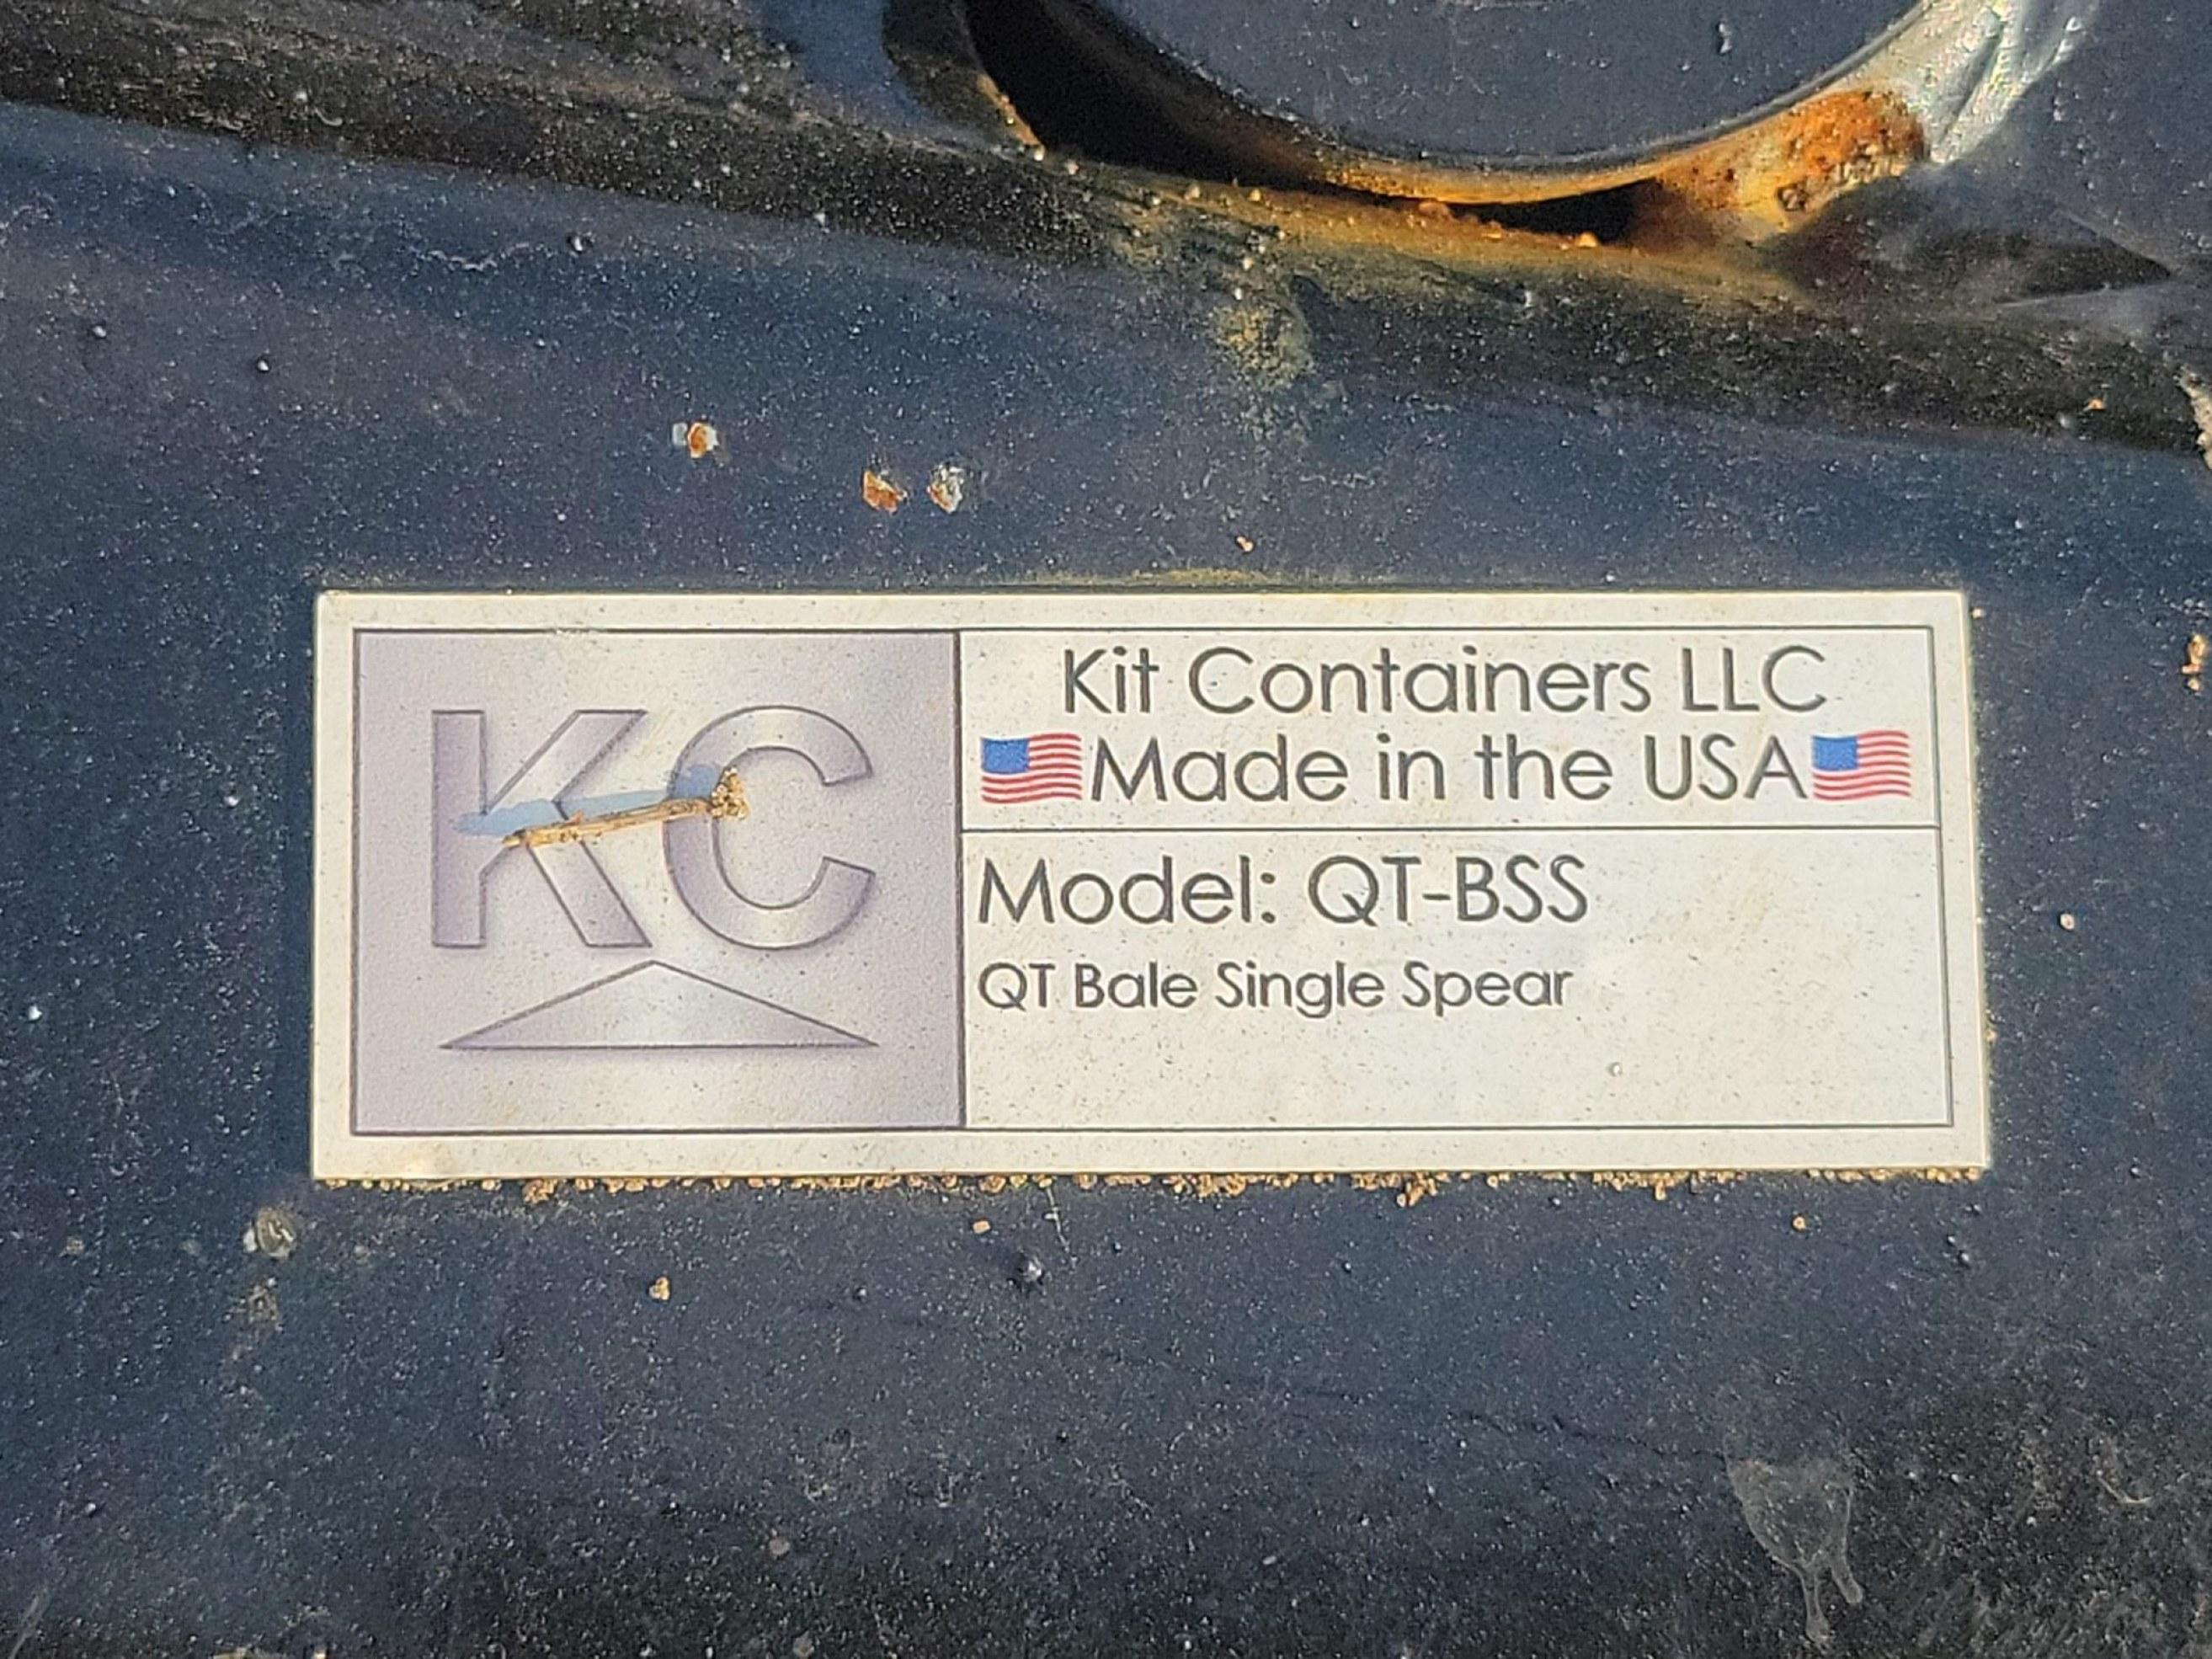 KC
Kit Containers LLC
Made in the USA
Model: QT-BSS
QT Bale Single Spear